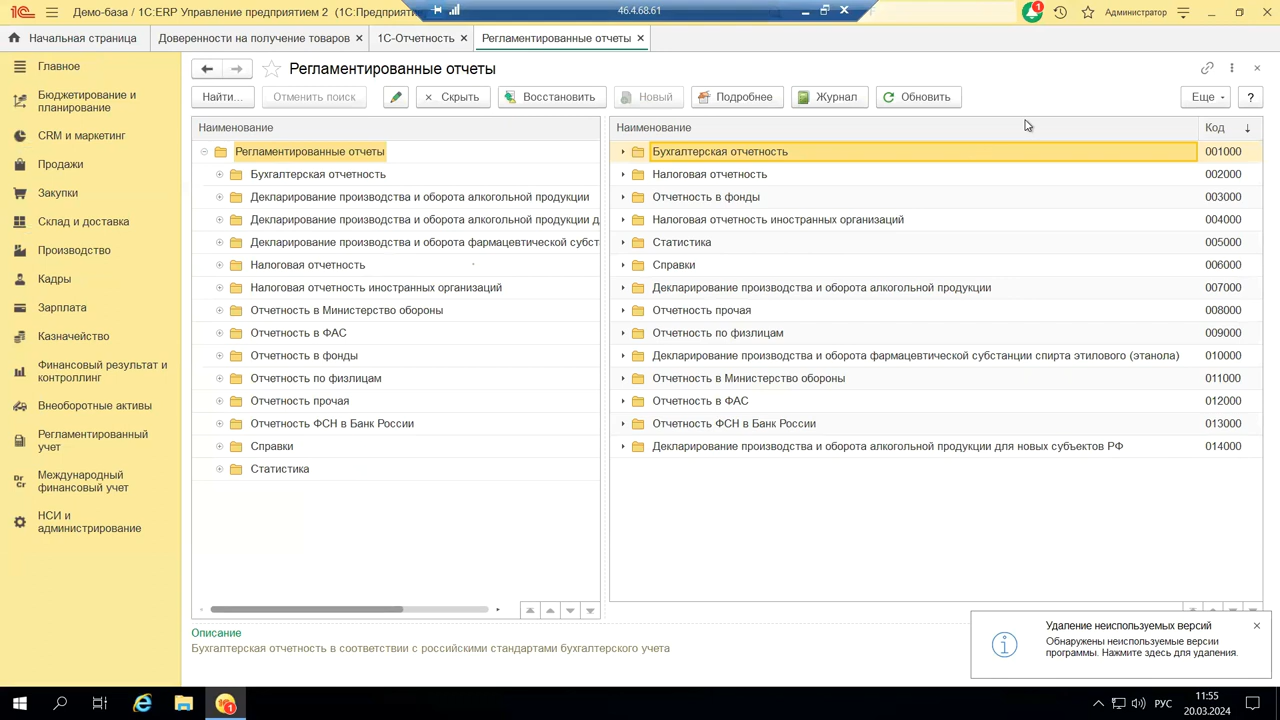 Демо-база / 1С:ERP Управление предприятием 2 (1С:Предприятие
46.4.68.61
1
Администратор
Начальная страница
Доверенности на получение товаров ×
1С-Отчетность ×
Регламентированные отчеты ×
Главное
Бюджетирование и
планирование
CRM и маркетинг
Продажи
Закупки
Склад и доставка
Производство
Кадры
Зарплата
Казначейство
Финансовый результат и
контроллинг
Внеоборотные активы
Регламентированный
учет
Международный
финансовый учет
НСИ и
администрирование
Регламентированные отчеты
Найти...
Отменить поиск
Скрыть
Восстановить
Новый
Подробнее
Журнал
Обновить
Еще
?
Наименование
Регламентированные отчеты
Бухгалтерская отчетность
Декларирование производства и оборота алкогольной продукции
Декларирование производства и оборота алкогольной продукции д
Декларирование производства и оборота фармацевтической субст
Налоговая отчетность
Налоговая отчетность иностранных организаций
Отчетность в Министерство обороны
Отчетность в ФАС
Отчетность в фонды
Отчетность по физлицам
Отчетность прочая
Отчетность ФСН в Банк России
Справки
Статистика
Наименование Код
Бухгалтерская отчетность 001000
Налоговая отчетность 002000
Отчетность в фонды 003000
Налоговая отчетность иностранных организаций 004000
Статистика 005000
Справки 006000
Декларирование производства и оборота алкогольной продукции 007000
Отчетность прочая 008000
Отчетность по физлицам 009000
Декларирование производства и оборота фармацевтической субстанции спирта этилового (этанола) 010000
Отчетность в Министерство обороны 011000
Отчетность в ФАС 012000
Отчетность ФСН в Банк России 013000
Декларирование производства и оборота алкогольной продукции для новых субъектов РФ 014000
Описание
Бухгалтерская отчетность в соответствии с российскими стандартами бухгалтерского учета
Удаление неиспользуемых версий
Обнаружены неиспользуемые версии
программы. Нажмите здесь для удаления.
РУС
11:55
20.03.2024